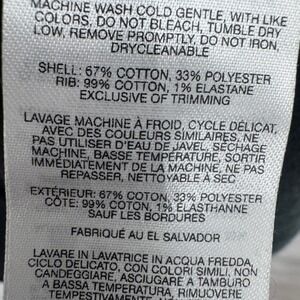 MACHINE WASH COLD GENTLE, WITH LIKE
COLORS, DO NOT BLEACH, TUMBLE DRY
LOW, REMOVE PROMPTLY, DO NOT IRON,
DRYCLEANABLE
SHELL: 67% COTTON, 33% POLYESTER
RIB: 99% COTTON, 1% ELASTANE
EXCLUSIVE OF TRIMMING
LAVAGE MACHINE À FROID, CYCLE DÉLICAT,
AVEC DES COULEURS SIMILAIRES, NE
PAS UTILISER D'EAU DE JAVEL, SÉCHAGE
MACHINE, BASSE TEMPÉRATURE, SORTIR
IMMÉDIATEMENT DE LA MACHINE, NE PAS
REPASSER, NETTOYABLE À SEC
EXTÉRIEUR: 67% COTON, 33% POLYESTER
CÔTE: 99% COTON, 1% ÉLASTHANNE
SAUF LES BORDURES
FABRIQUÉ AU EL SALVADOR
LAVARE IN LAVATRICE IN ACQUA FREDDA,
CICLO DELICATO, CON COLORI SIMILI, NON
CANDEGGIARE, ASCIUGARE A TAMBURO
A BASSA TEMPERATURA, RIMUOVERE
TEMPESTIVAMENTE